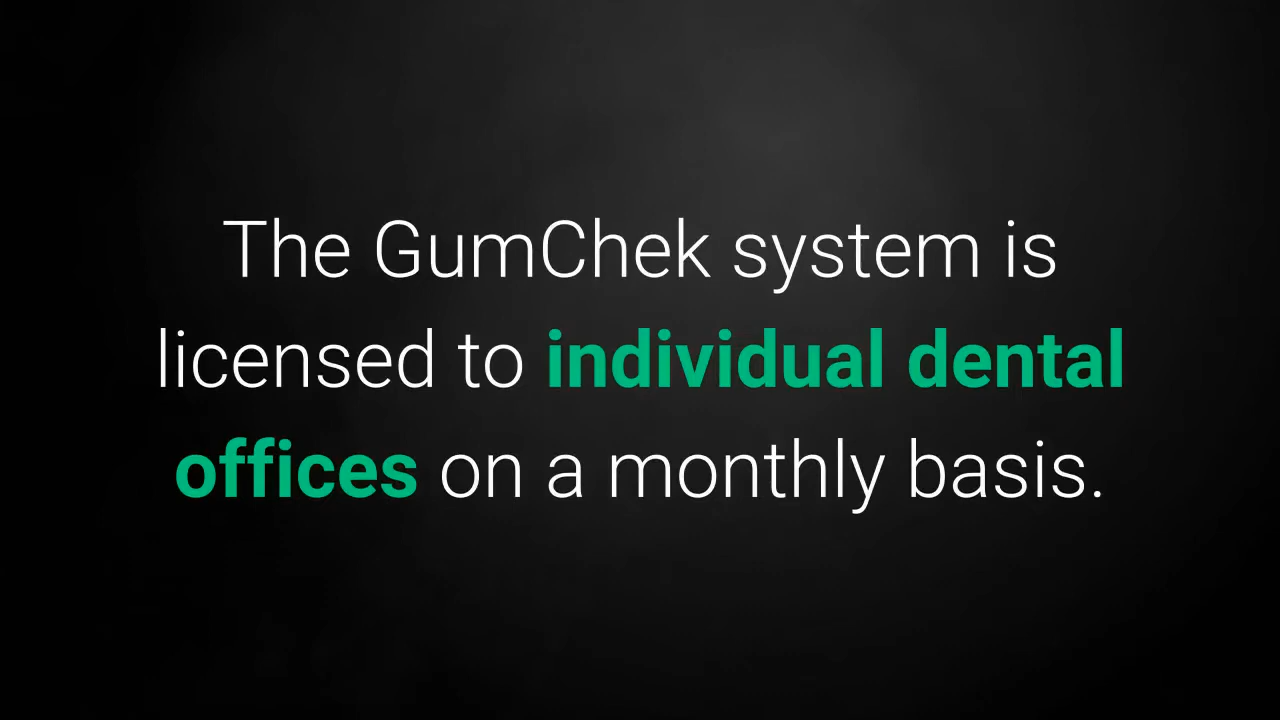 The GumChek system is
licensed to individual dental
offices on a monthly basis.